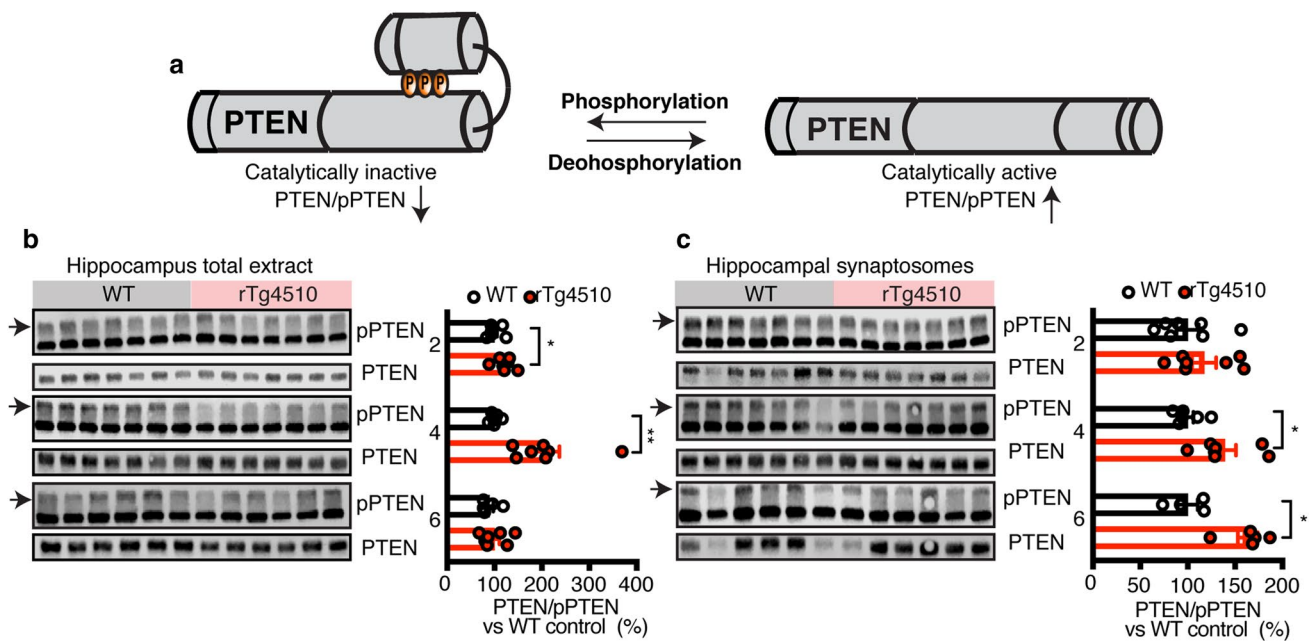 a
P P P
PTEN
Catalytically inactive
PTEN/pPTEN
Phosphorylation
Deohosphorylation
PTEN
Catalytically active
PTEN/pPTEN
b
Hippocampus total extract
WT rTg4510
WT rTg4510
pPTEN
PTEN
pPTEN
PTEN
pPTEN
PTEN
2
4
6
*
**
0 100 200 300 400
PTEN/pPTEN
vs WT control (%)
c
Hippocampal synaptosomes
WT rTg4510
WT rTg4510
pPTEN
PTEN
pPTEN
PTEN
pPTEN
PTEN
2
4
6
*
*
0 50 100 150 200
PTEN/pPTEN
vs WT control (%)